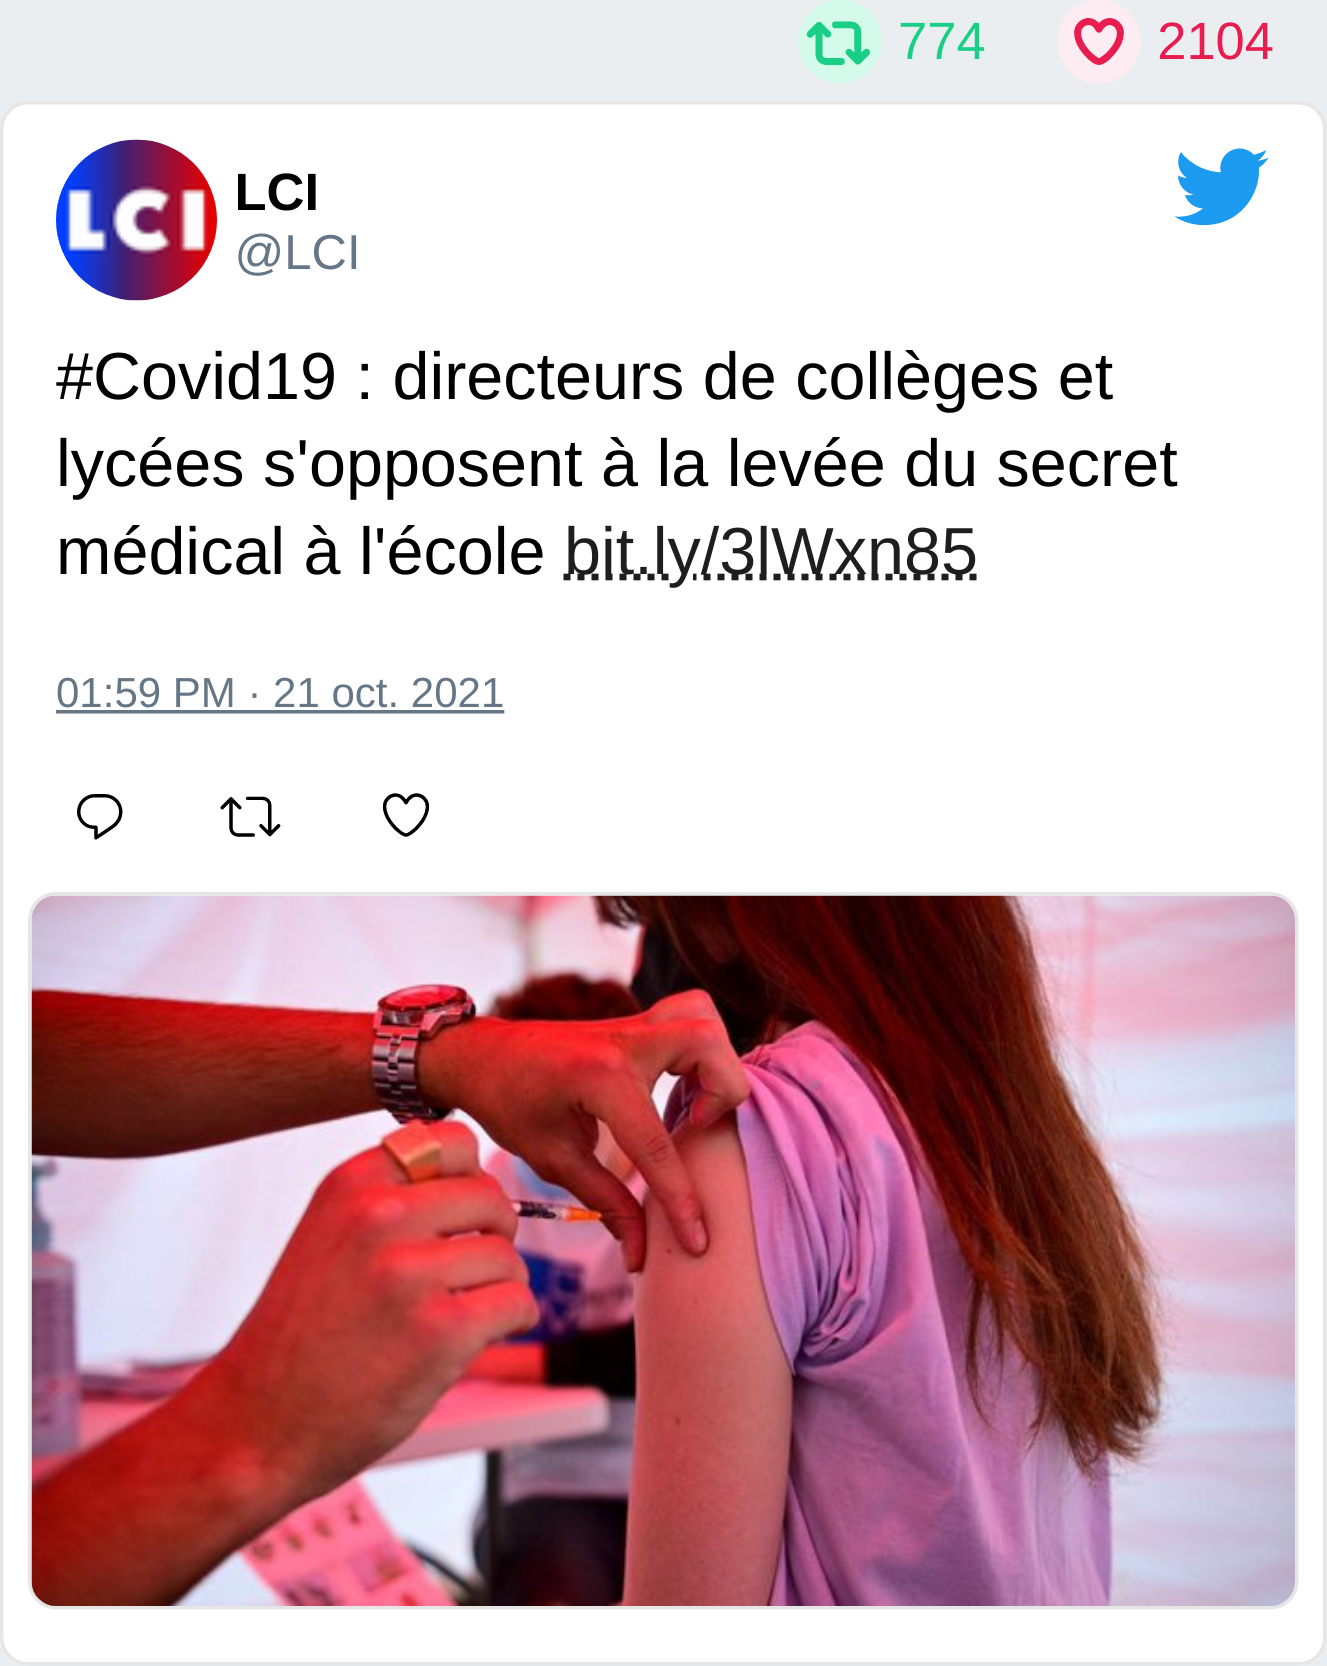 774 2104
LCI
LCI
@LCI
#Covid19 : directeurs de collèges et
lycées s'opposent à la levée du secret
médical à l'école bit.ly/3lWxn85
01:59 PM · 21 oct. 2021